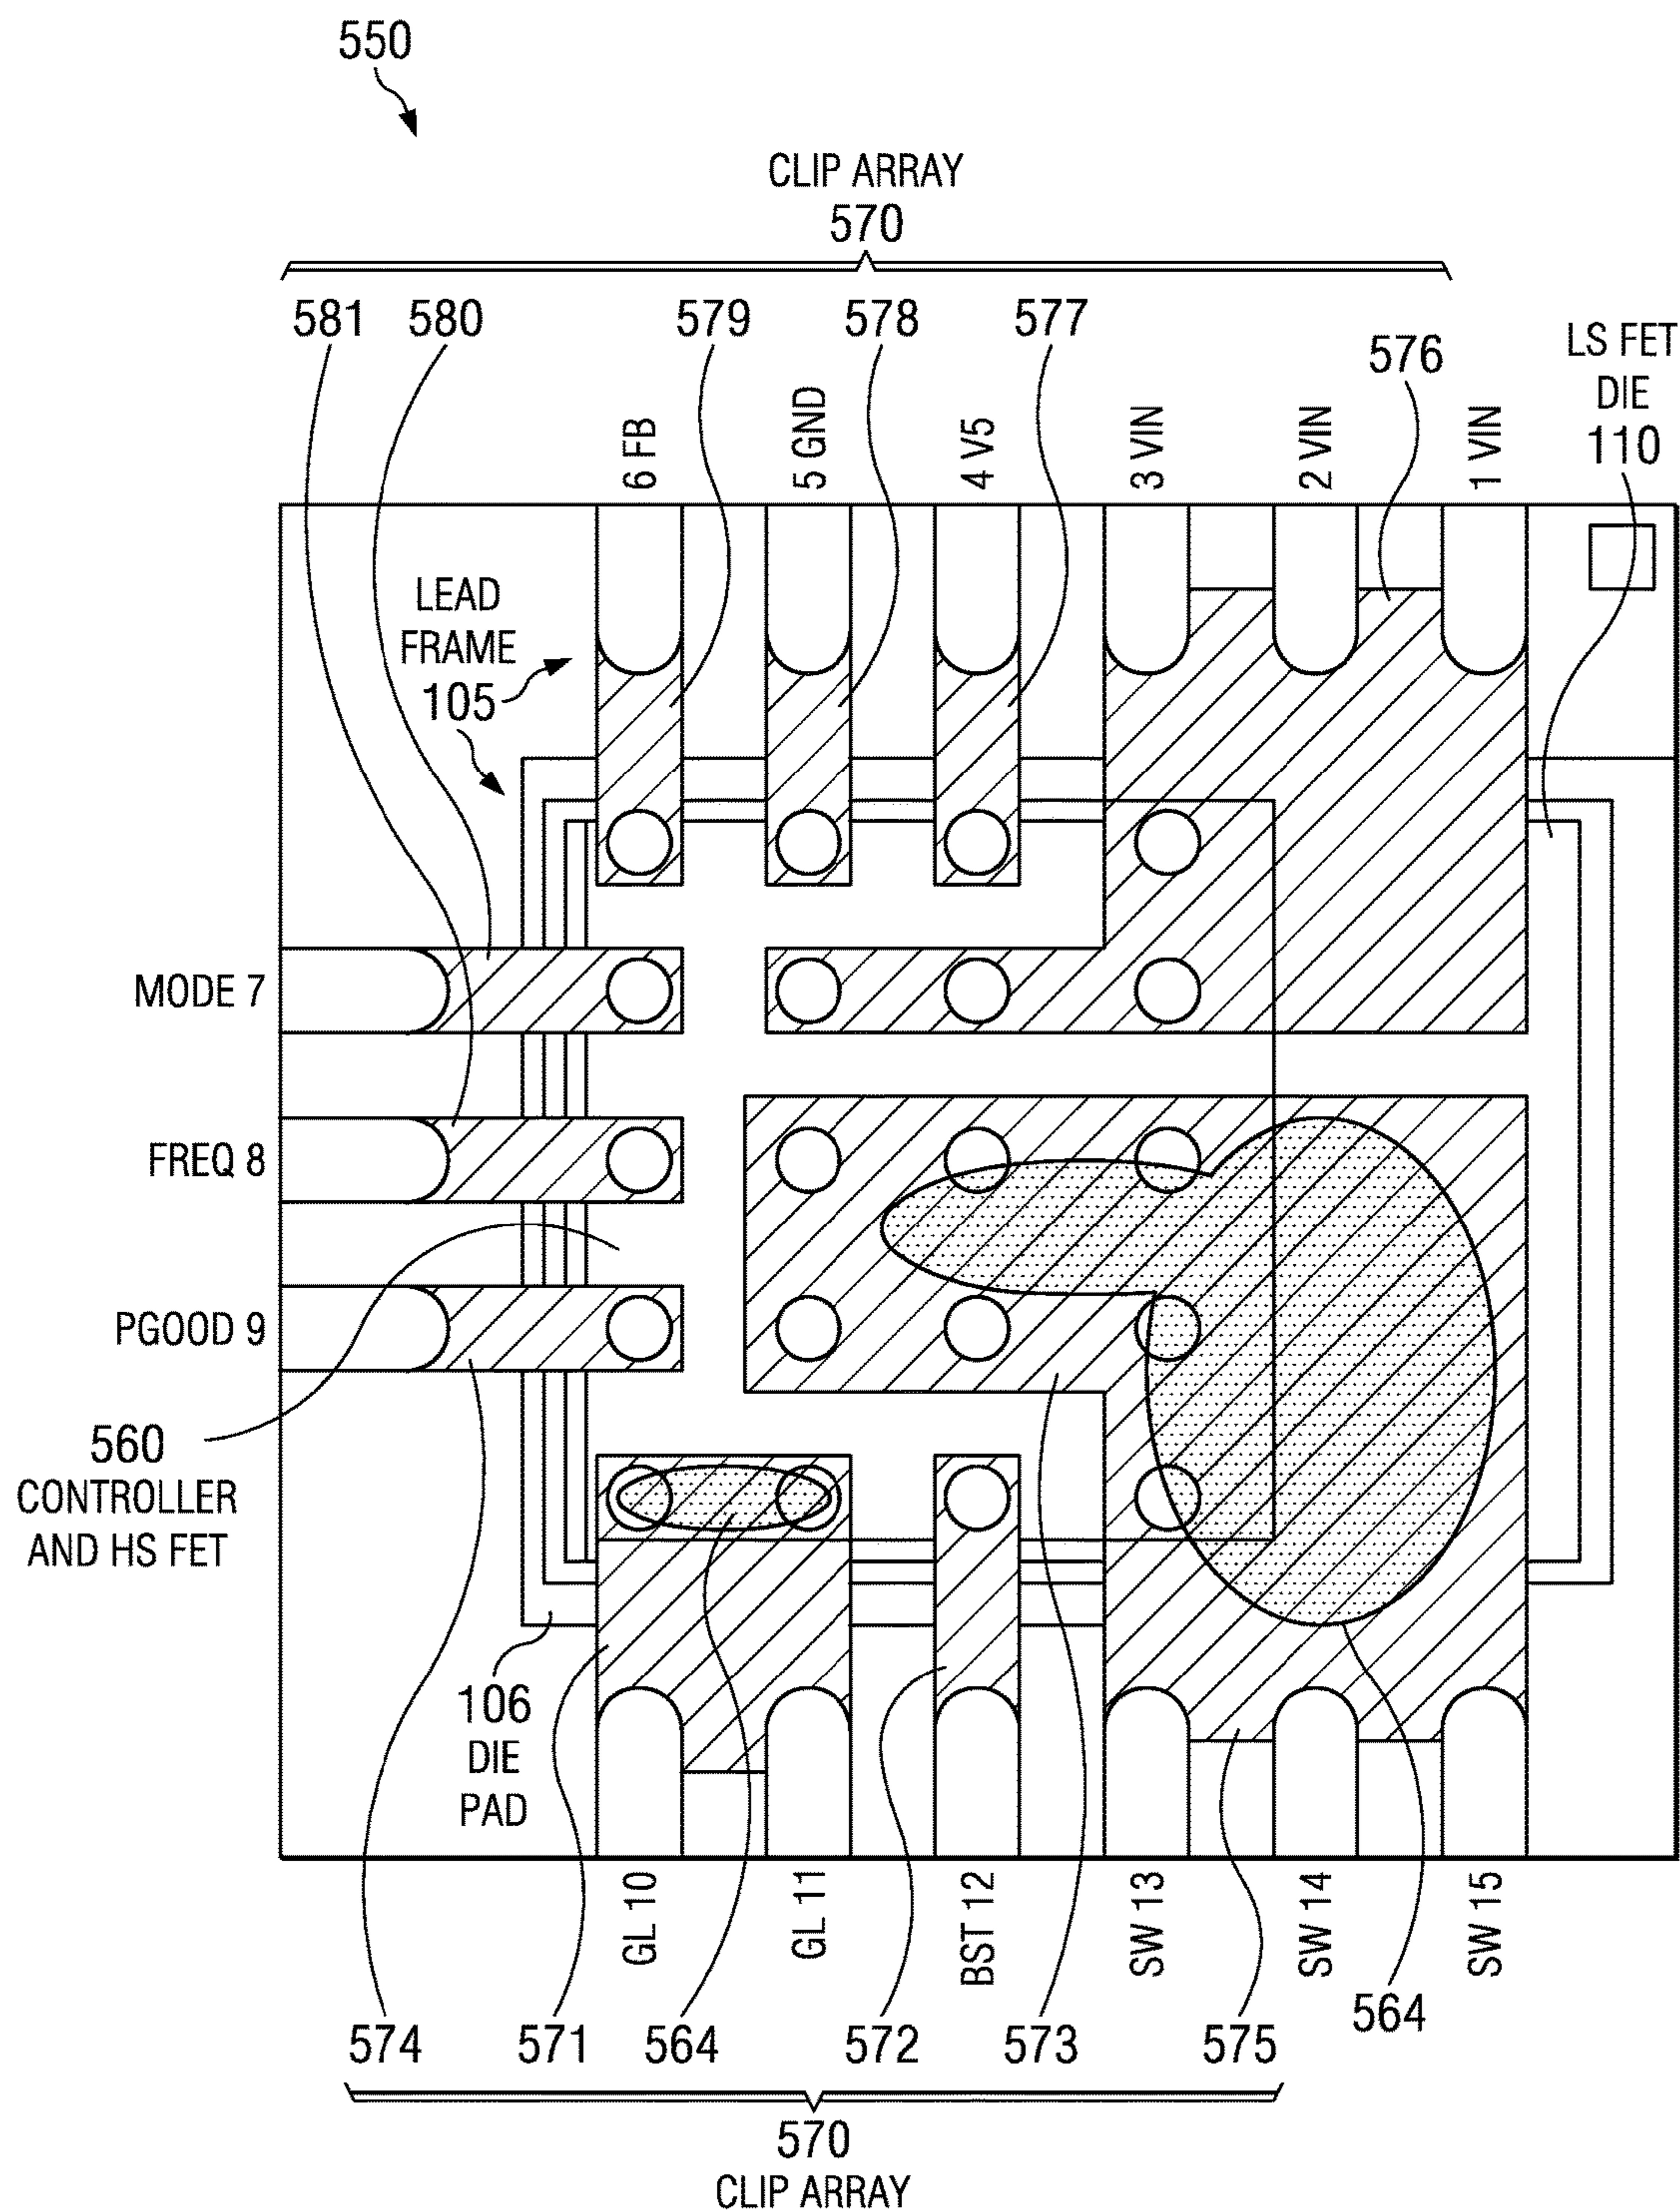 550
CLIP ARRAY
570
581
580
579
578
577
576
LS FET
DIE
110
6 FB
5 GND
4 V5
3 VIN
2 VIN
1 VIN
LEAD
FRAME
105
MODE 7
FREQ 8
PGOOD 9
560
CONTROLLER
AND HS FET
106
DIE
PAD
GL 10
GL 11
BST 12
SW 13
SW 14
SW 15
574
571
564
572
573
575
564
570
CLIP ARRAY